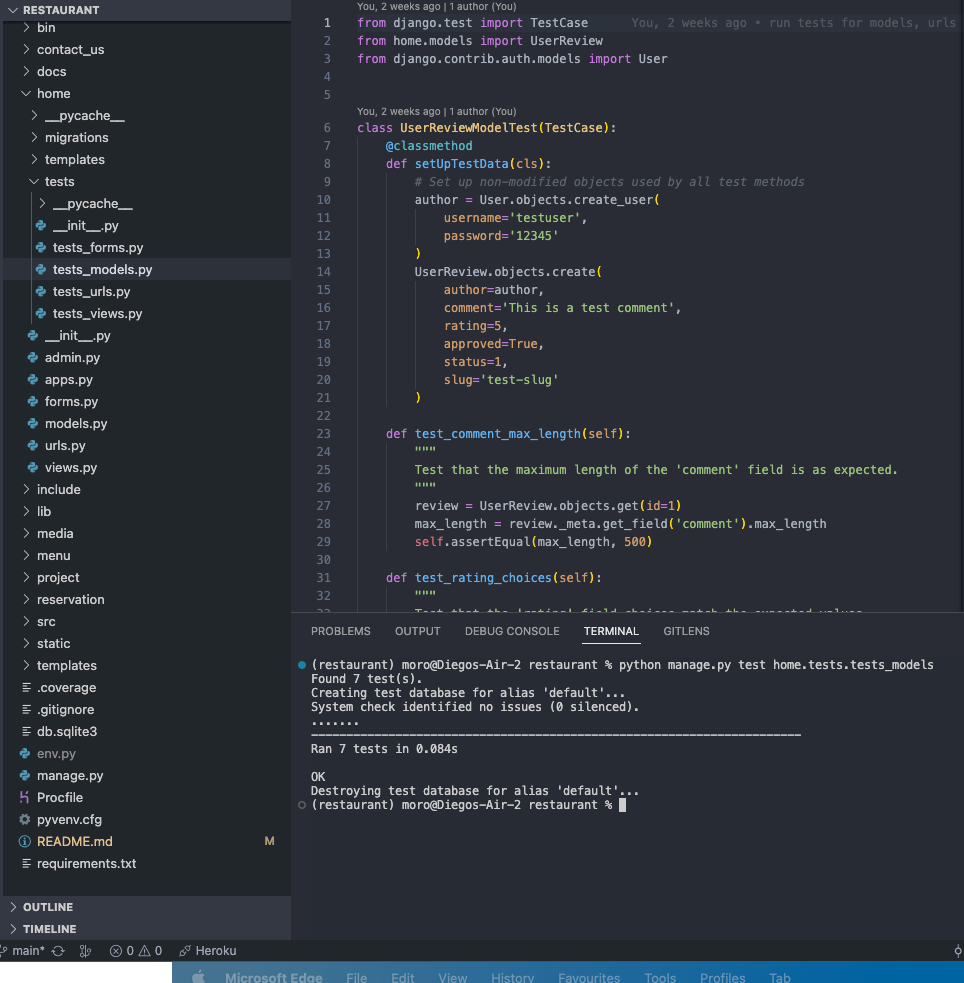 RESTAURANT
bin
contact_us
docs
home
__pycache__
migrations
templates
tests
__pycache__
__init__.py
tests_forms.py
tests_models.py
tests_urls.py
tests_views.py
__init__.py
admin.py
apps.py
forms.py
models.py
urls.py
views.py
include
lib
media
menu
project
reservation
src
static
templates
.coverage
.gitignore
db.sqlite3
env.py
manage.py
Procfile
pyvenv.cfg
README.md M
requirements.txt
OUTLINE
TIMELINE
You, 2 weeks ago | 1 author (You)
1 from django.test import TestCase You, 2 weeks ago • run tests for models, urls
2 from home.models import UserReview
3 from django.contrib.auth.models import User
4
5
You, 2 weeks ago | 1 author (You)
6 class UserReviewModelTest(TestCase):
7 @classmethod
8 def setUpTestData(cls):
9 # Set up non-modified objects used by all test methods
10 author = User.objects.create_user(
11 username='testuser',
12 password='12345'
13 )
14 UserReview.objects.create(
15 author=author,
16 comment='This is a test comment',
17 rating=5,
18 approved=True,
19 status=1,
20 slug='test-slug'
21 )
22
23 def test_comment_max_length(self):
24 """
25 Test that the maximum length of the 'comment' field is as expected.
26 """
27 review = UserReview.objects.get(id=1)
28 max_length = review._meta.get_field('comment').max_length
29 self.assertEqual(max_length, 500)
30
31 def test_rating_choices(self):
32 """
33 Test that the 'rating' field choices match the expected values
PROBLEMS OUTPUT DEBUG CONSOLE TERMINAL GITLENS
(restaurant) moro@Diegos-Air-2 restaurant % python manage.py test home.tests.tests_models
Found 7 test(s).
Creating test database for alias 'default'...
System check identified no issues (0 silenced).
.......
----------------------------------------------------------------------
Ran 7 tests in 0.084s
OK
Destroying test database for alias 'default'...
(restaurant) moro@Diegos-Air-2 restaurant %
main* 0 0 Heroku
Microsoft Edge File Edit View History Favourites Tools Profiles Tab